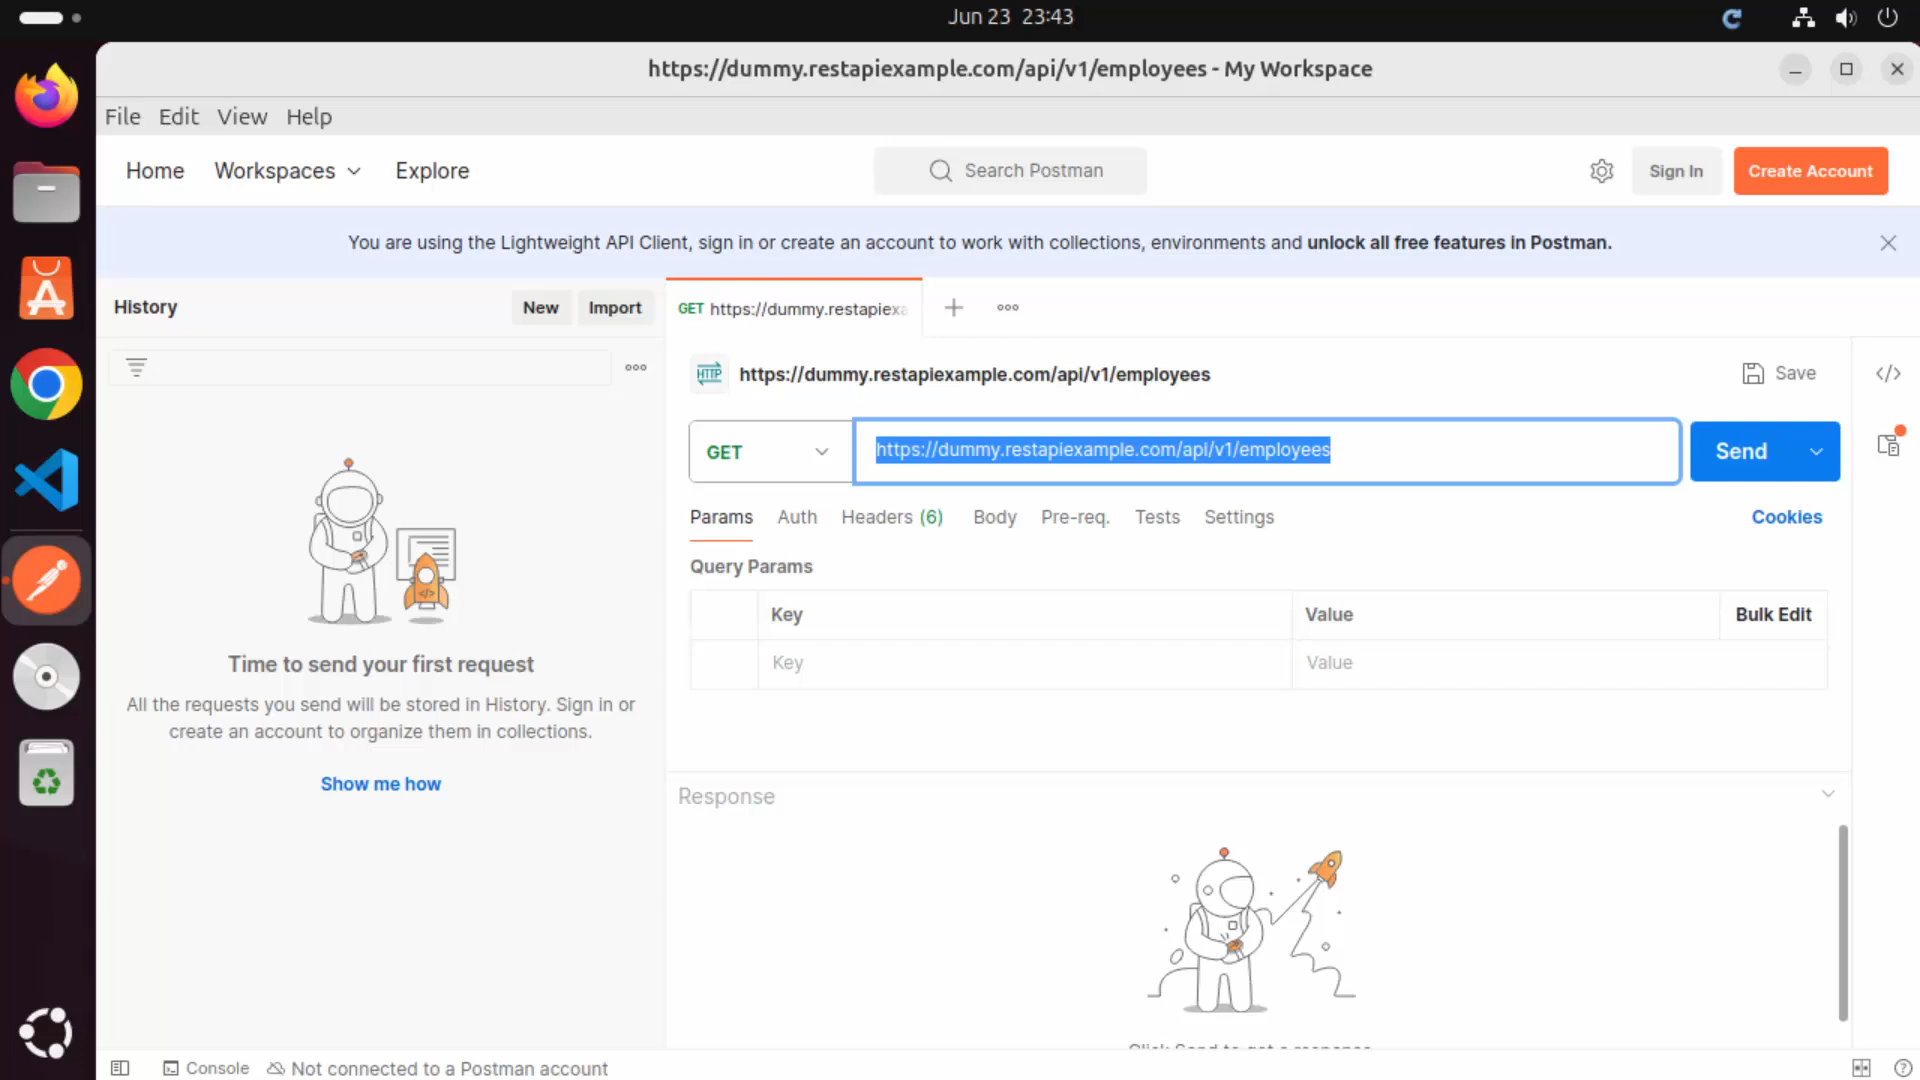 Jun 23 23:43
https://dummy.restapiexample.com/api/v1/employees - My Workspace
File Edit View Help
Home Workspaces Explore
Search Postman
Sign In
Create Account
You are using the Lightweight API Client, sign in or create an account to work with collections, environments and unlock all free features in Postman.
History
New
Import
GET https://dummy.restapiexa
HTTP https://dummy.restapiexample.com/api/v1/employees
Save
GET
https://dummy.restapiexample.com/api/v1/employees
Send
Params Auth Headers (6) Body Pre-req. Tests Settings
Cookies
Query Params
Key Value Bulk Edit
Key Value
Time to send your first request
All the requests you send will be stored in History. Sign in or
create an account to organize them in collections.
Show me how
Response
Click Send to get a response
Console
Not connected to a Postman account